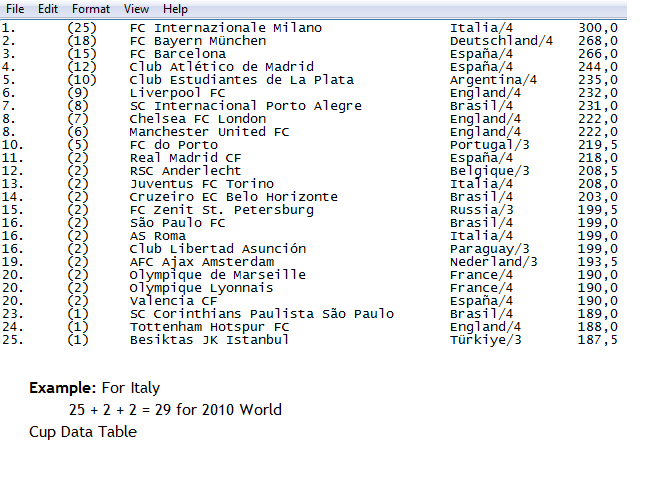 File Edit Format View Help
1. (25) FC Internazionale Milano Italia/4 300,0
2. (18) FC Bayern München Deutschland/4 268,0
3. (15) FC Barcelona España/4 266,0
4. (12) Club Atlético de Madrid España/4 244,0
5. (10) Club Estudiantes de La Plata Argentina/4 235,0
6. (9) Liverpool FC England/4 232,0
7. (8) SC Internacional Porto Alegre Brasil/4 231,0
8. (7) Chelsea FC London England/4 222,0
8. (6) Manchester United FC England/4 222,0
10. (5) FC do Porto Portugal/3 219,5
11. (2) Real Madrid CF España/4 218,0
12. (2) RSC Anderlecht Belgique/3 208,5
13. (2) Juventus FC Torino Italia/4 208,0
14. (2) Cruzeiro EC Belo Horizonte Brasil/4 203,0
15. (2) FC Zenit St. Petersburg Russia/3 199,5
16. (2) São Paulo FC Brasil/4 199,0
16. (2) AS Roma Italia/4 199,0
16. (2) Club Libertad Asunción Paraguay/3 199,0
19. (2) AFC Ajax Amsterdam Nederland/3 193,5
20. (2) Olympique de Marseille France/4 190,0
20. (2) Olympique Lyonnais France/4 190,0
20. (2) Valencia CF España/4 190,0
23. (1) SC Corinthians Paulista São Paulo Brasil/4 189,0
24. (1) Tottenham Hotspur FC England/4 188,0
25. (1) Besiktas JK Istanbul Türkiye/3 187,5
Example: For Italy
25 + 2 + 2 = 29 for 2010 World
Cup Data Table